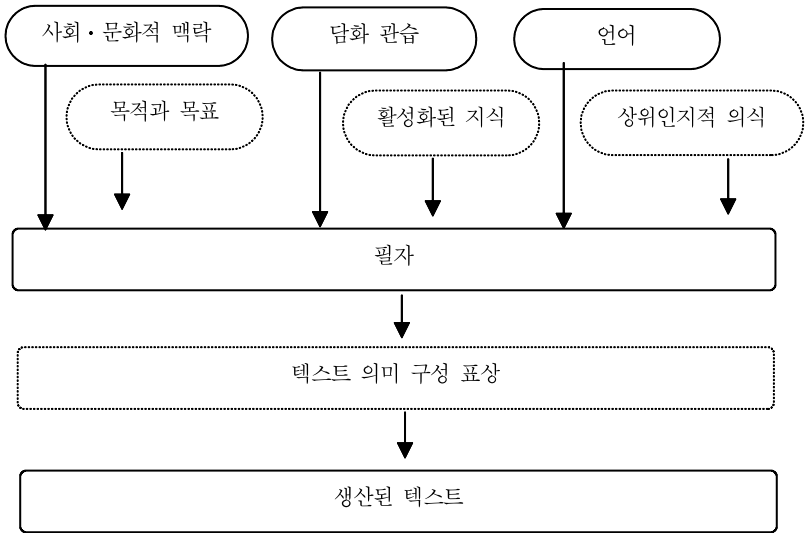 사회・문화적 맥락
담화 관습
언어
목적과 목표
활성화된 지식
상위인지적 의식
필자
텍스트 의미 구성 표상
생산된 텍스트